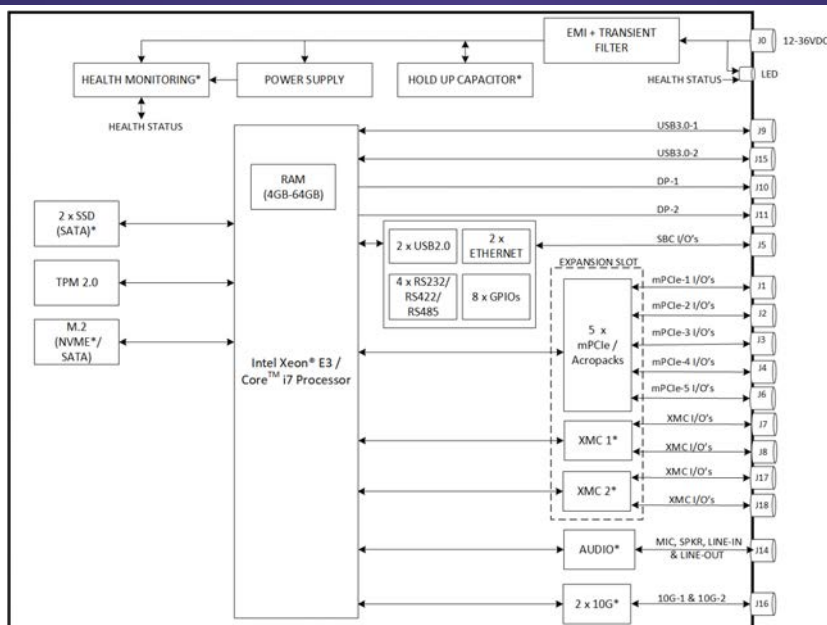 EMI + TRANSIENT
FILTER
J0
12-36VDC
LED
HEALTH STATUS
HEALTH MONITORING*
POWER SUPPLY
HOLD UP CAPACITOR*
HEALTH STATUS
USB3.0-1
J9
USB3.0-2
J15
RAM
(4GB-64GB)
DP-1
J10
DP-2
J11
2 x SSD
(SATA)*
2 x USB2.0
2 x
ETHERNET
SBC I/O's
J5
EXPANSION SLOT
TPM 2.0
4 x RS232/
RS422/
RS485
8 x GPIOs
mPCIe-1 I/O's
J1
mPCIe-2 I/O's
J2
M.2
(NVME*/
SATA)
Intel Xeon® E3 /
Core™ i7 Processor
5 x
mPCIe /
Acropacks
mPCIe-3 I/O's
J3
mPCIe-4 I/O's
J4
mPCIe-5 I/O's
J6
XMC I/O's
J7
XMC 1*
XMC I/O's
J8
XMC I/O's
J17
XMC 2*
XMC I/O's
J18
AUDIO*
MIC, SPKR, LINE-IN
& LINE-OUT
J14
2 x 10G*
10G-1 & 10G-2
J16